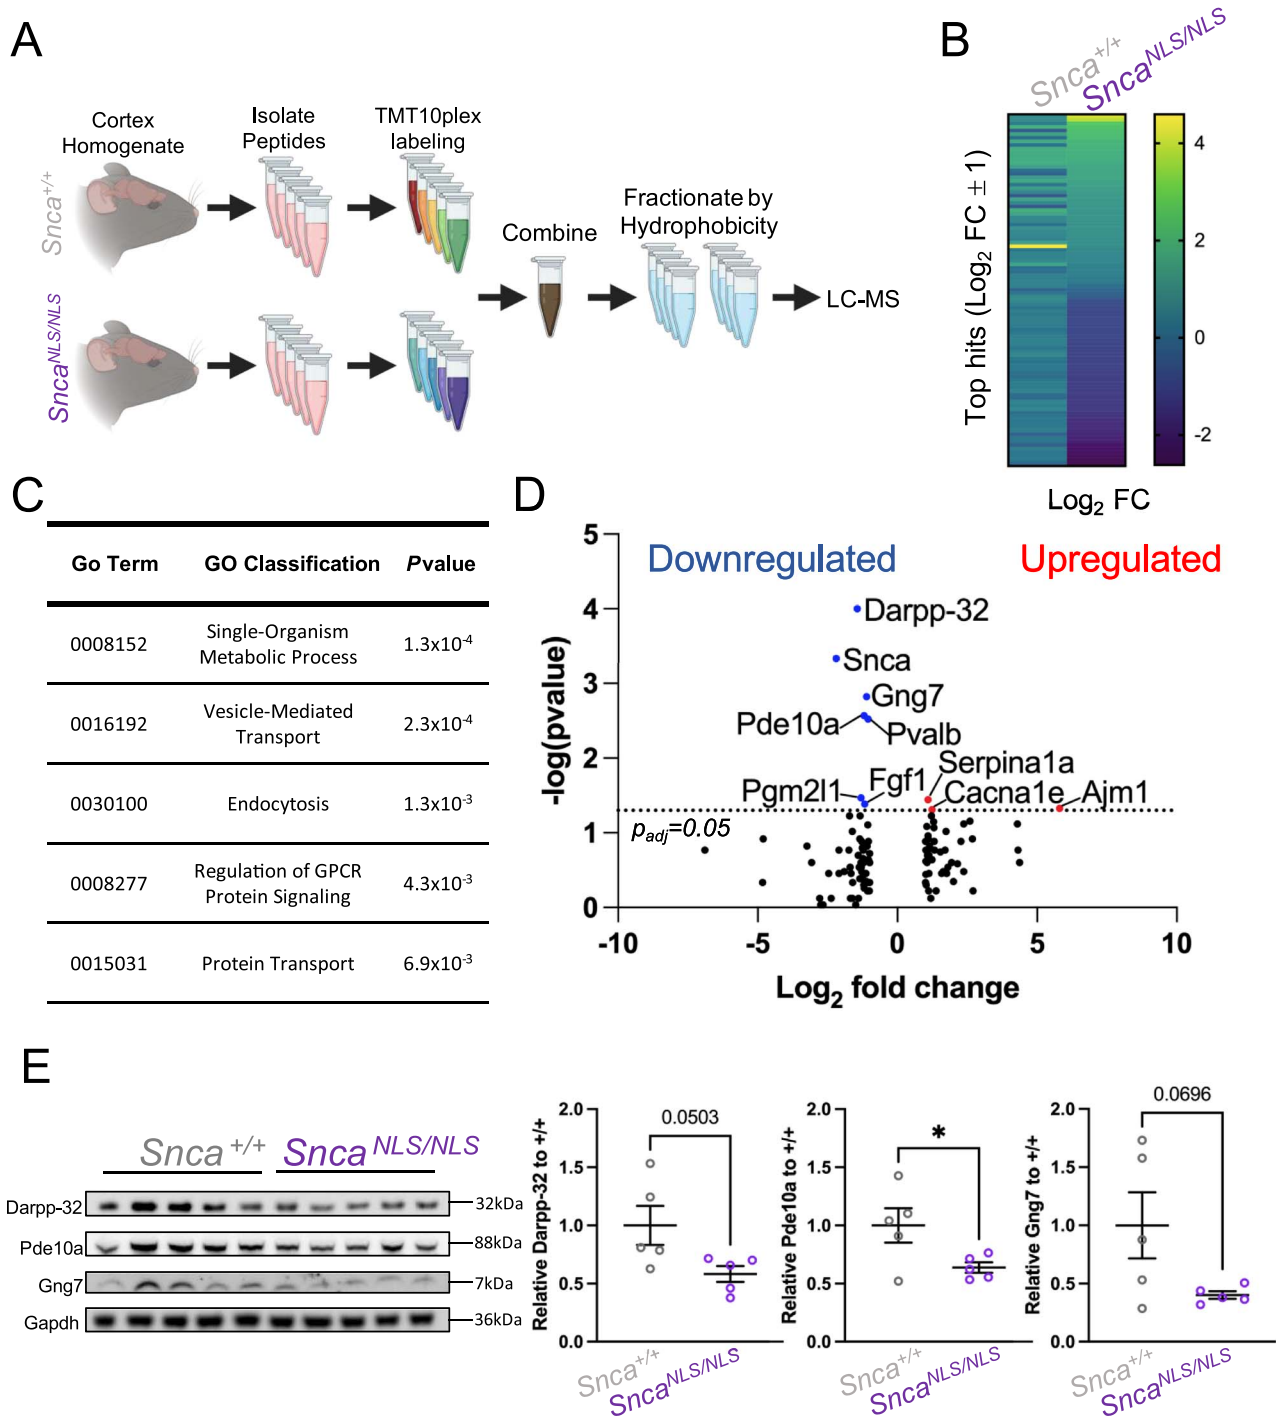 A
Cortex
Homogenate
Isolate
Peptides
TMT10plex
labeling
Snca+/+
SncaNLS/NLS
Combine
Fractionate by
Hydrophobicity
LC-MS
B
Snca+/+
SncaNLS/NLS
Top hits (Log2 FC ± 1)
4
2
0
-2
Log2 FC
C
Go Term GO Classification Pvalue
0008152 Single-Organism Metabolic Process 1.3x10-4
0016192 Vesicle-Mediated Transport 2.3x10-4
0030100 Endocytosis 1.3x10-3
0008277 Regulation of GPCR Protein Signaling 4.3x10-3
0015031 Protein Transport 6.9x10-3
D
Downregulated
Upregulated
-log(pvalue)
5
4
3
2
1
0
Darpp-32
Snca
Gng7
Pde10a
Pvalb
Serpina1a
Pgm2l1
Fgf1
Cacna1e
Ajm1
padj=0.05
-10 -5 0 5 10
Log2 fold change
E
Snca +/+
Snca NLS/NLS
Darpp-32 32kDa
Pde10a 88kDa
Gng7 7kDa
Gapdh 36kDa
Relative Darpp-32 to +/+
2.0
1.5
1.0
0.5
0.0
0.0503
Snca+/+
SncaNLS/NLS
Relative Pde10a to +/+
2.0
1.5
1.0
0.5
0.0
*
Snca+/+
SncaNLS/NLS
Relative Gng7 to +/+
2.0
1.5
1.0
0.5
0.0
0.0696
Snca+/+
SncaNLS/NLS